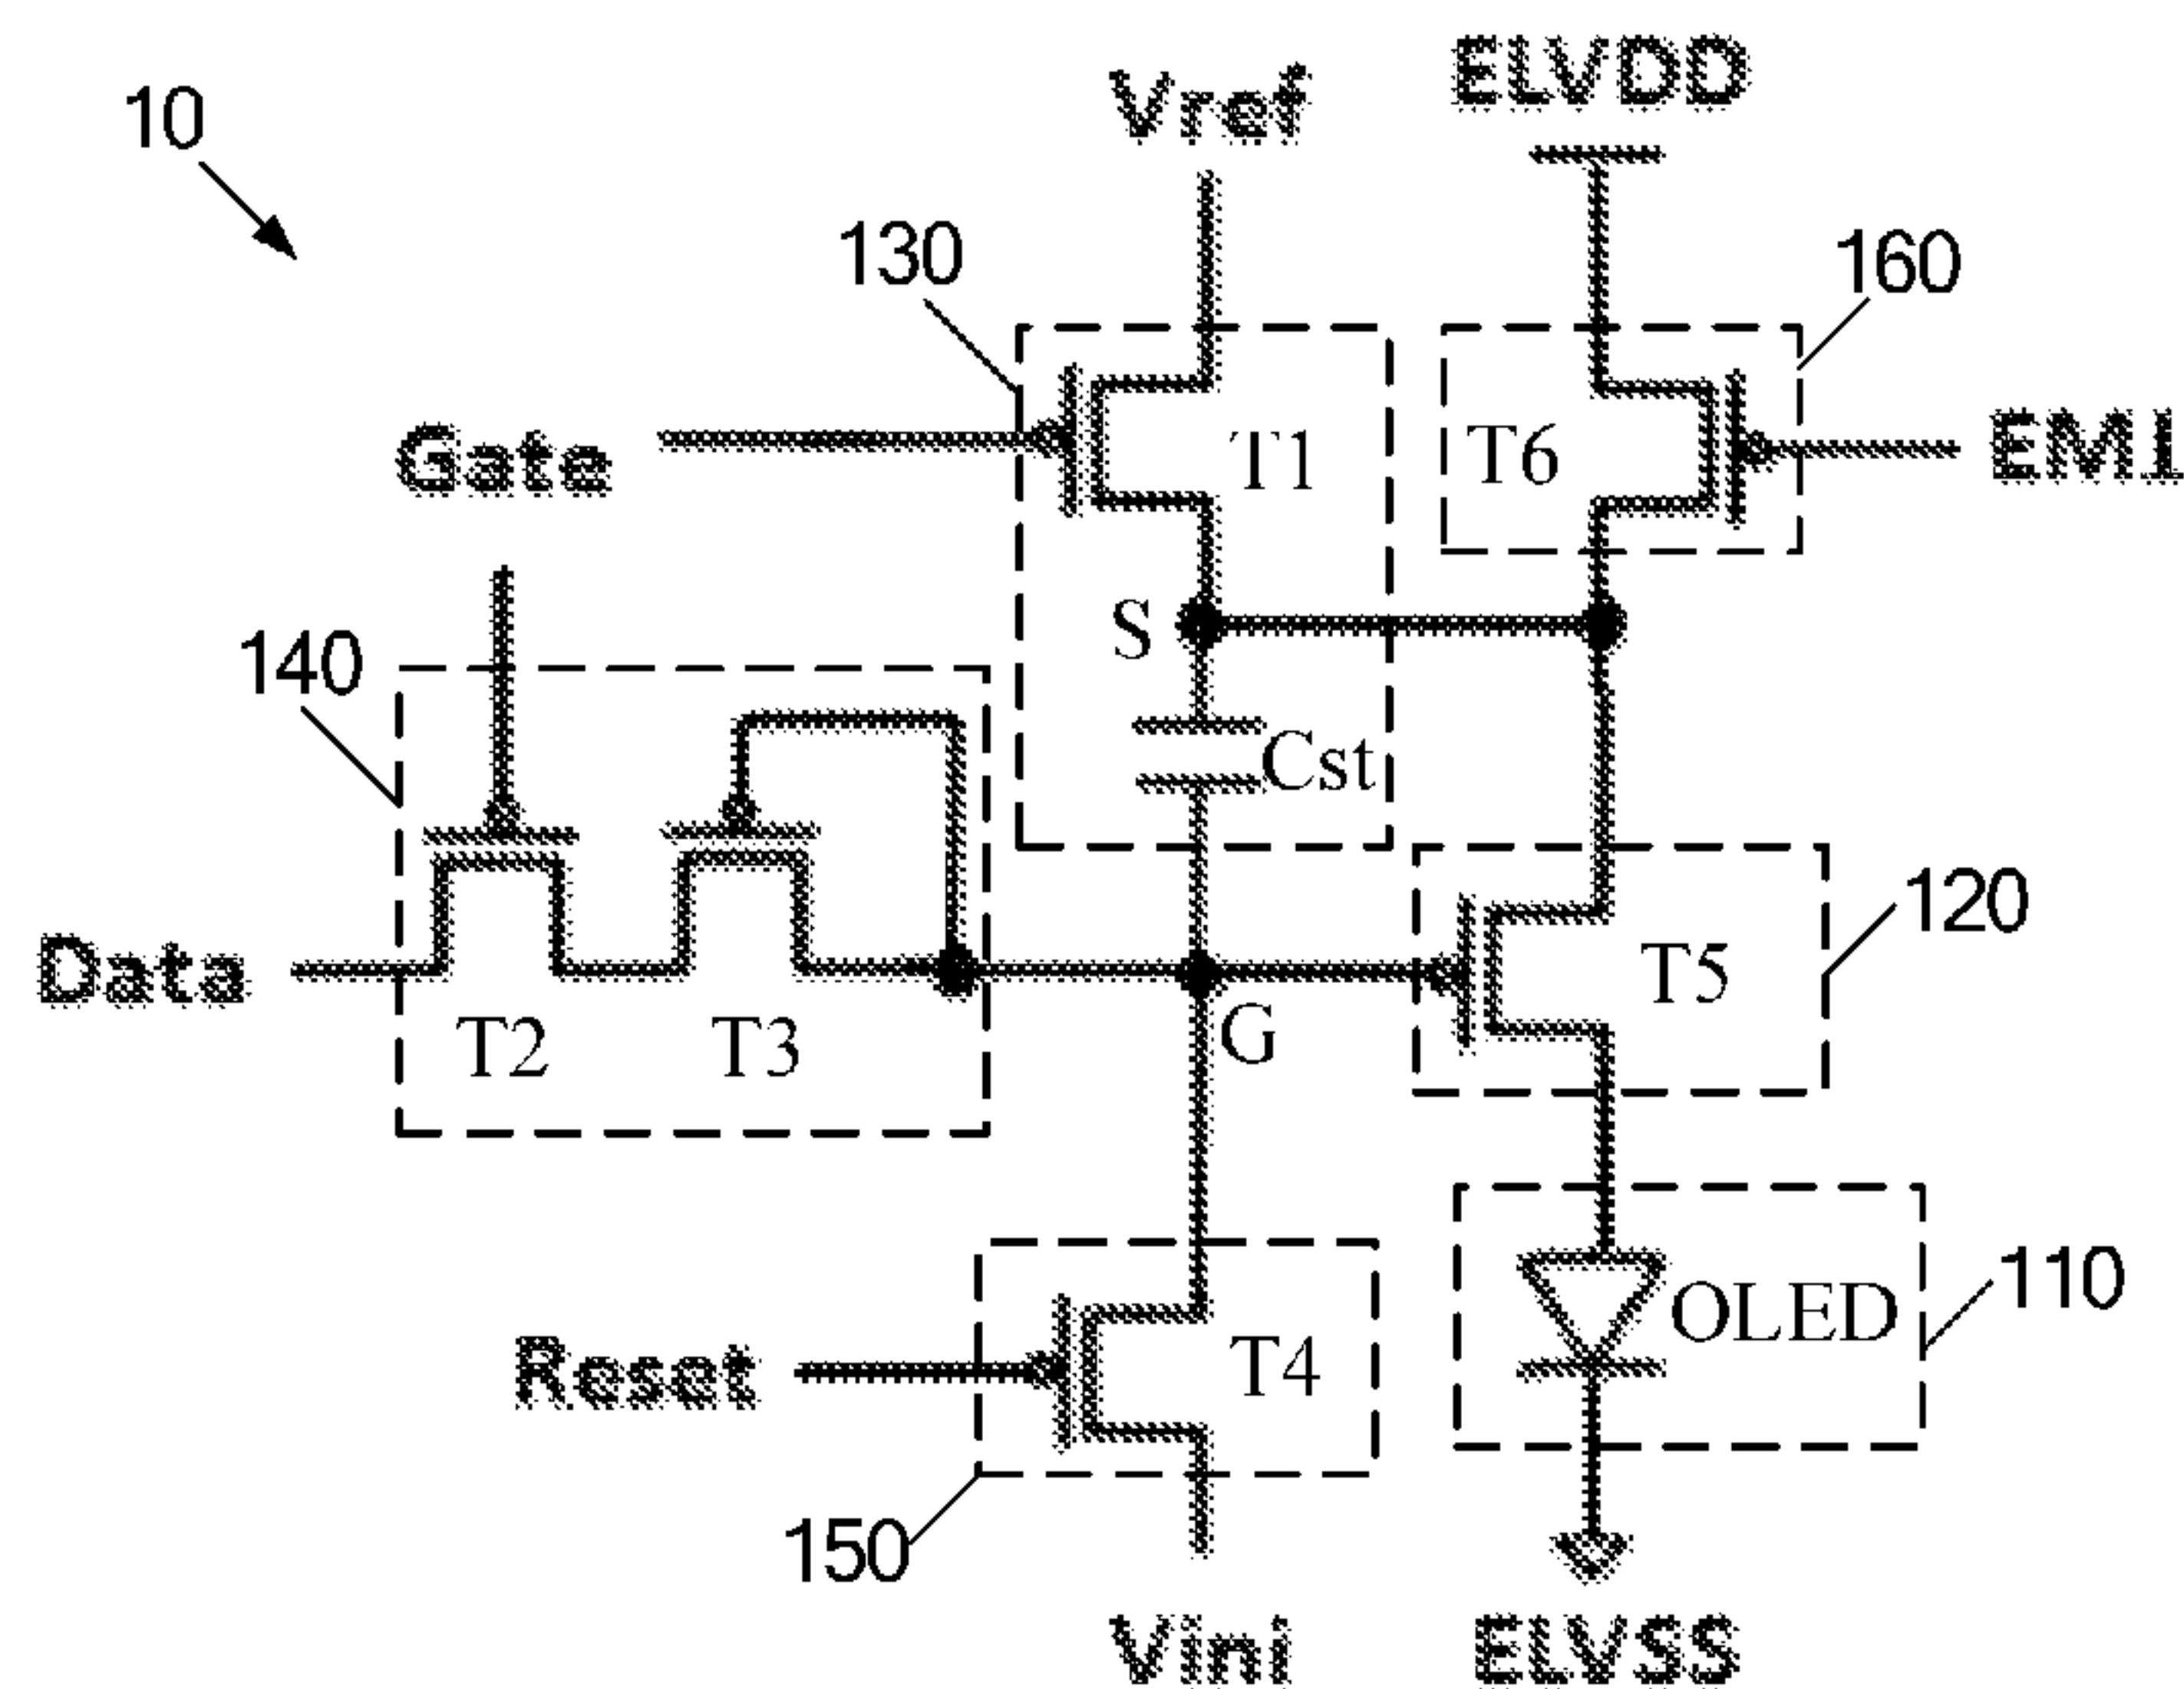 10
Vref
ELVDD
130
160
Gate
T1
T6
EM1
140
S
Cst
120
Data
T2
T3
G
T5
Reset
T4
OLED
110
150
Vini
ELVSS